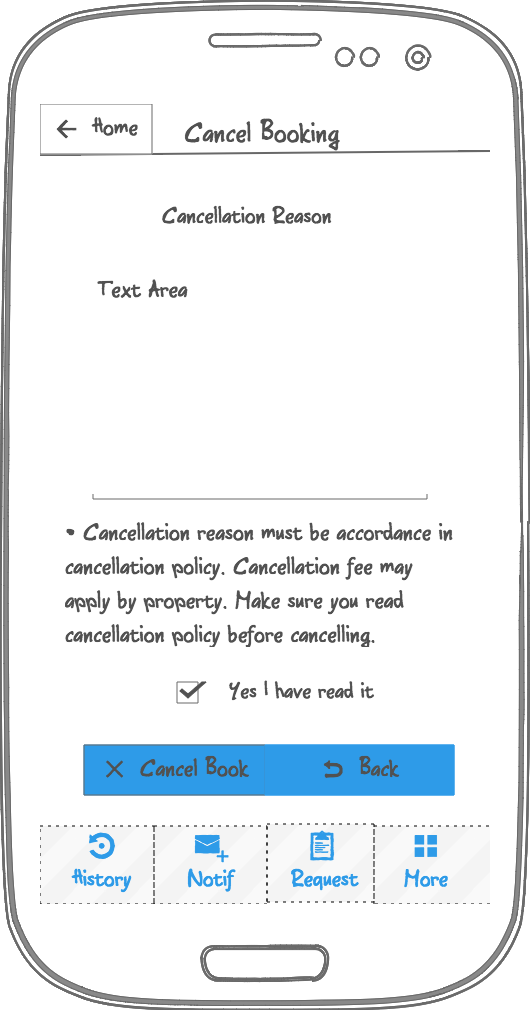 Home
Cancel Booking
Cancellation Reason
Text Area
• Cancellation reason must be accordance in
cancellation policy. Cancellation fee may
apply by property. Make sure you read
cancellation policy before cancelling.
Yes I have read it
Cancel Book Back
History Notif Request More